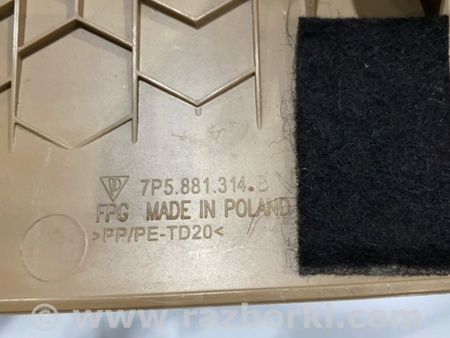 7P5.881.314.B
FPG MADE IN POLAND
>PP/PE-TD20<
© www.razborki.com